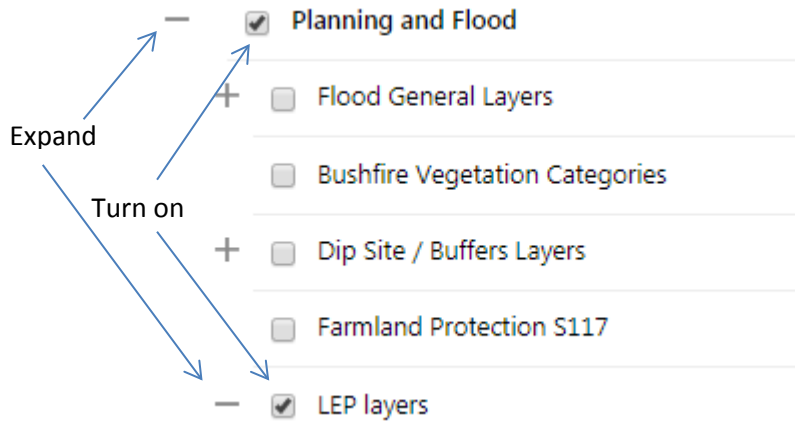 Planning and Flood
Flood General Layers
Expand
Bushfire Vegetation Categories
Turn on
Dip Site / Buffers Layers
Farmland Protection S117
LEP layers